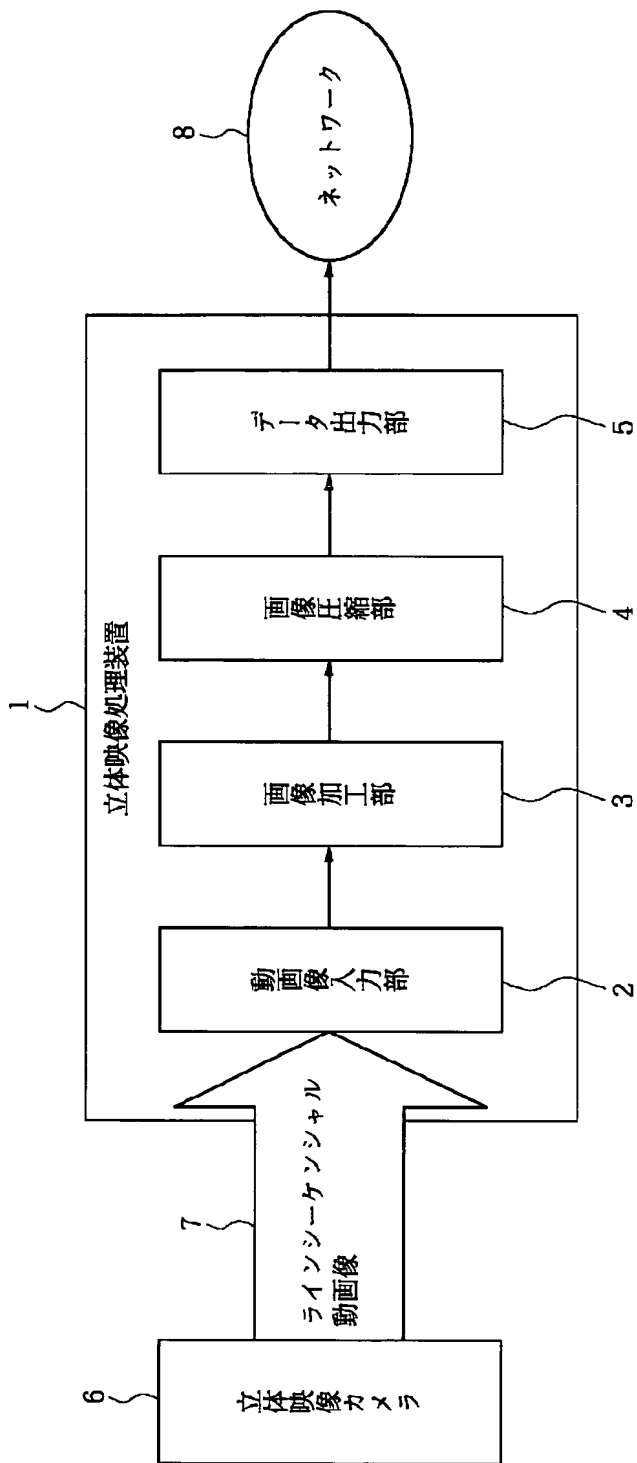 6
立体映像カメラ
7
ラインシーケンシャル
動画像
1
立体映像処理装置
動画像入力部
2
画像加工部
3
画像圧縮部
4
データ出力部
5
8
ネットワーク